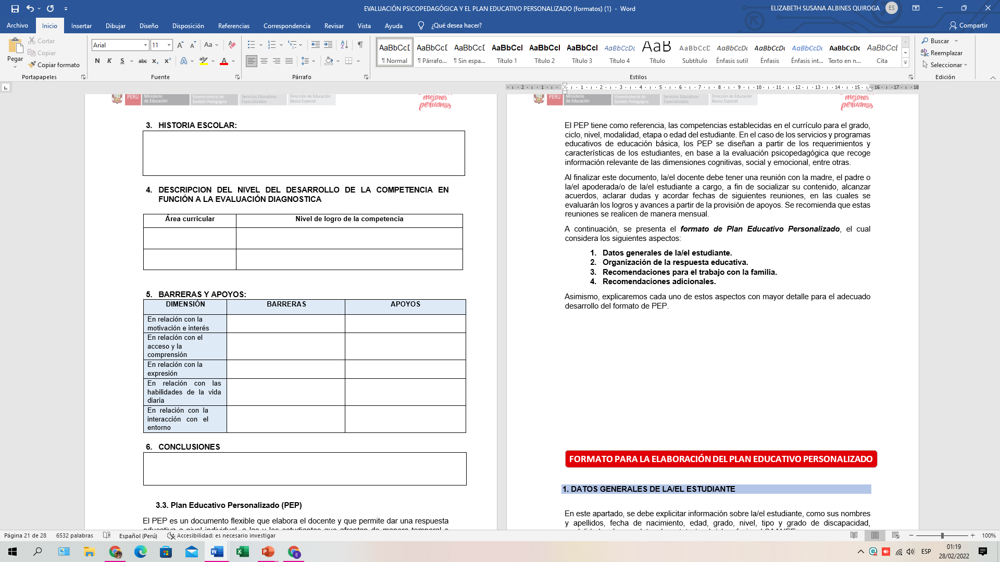 EVALUACIÓN PSICOPEDAGÓGICA Y EL PLAN EDUCATIVO PERSONALIZADO (formatos) (1) - Word
ELIZABETH SUSANA ALBINES QUIROGA ES
Archivo Inicio Insertar Dibujar Diseño Disposición Referencias Correspondencia Revisar Vista Ayuda ¿Qué desea hacer? Compartir
Pegar
Cortar
Copiar
Copiar formato
Portapapeles
Arial 11
Fuente
Párrafo
AaBbCcD AaBbCcD AaBbCcD AaBbCcI AaBbCcI AaBbCcI AaBbCcDc AaB AaBbCcD AaBbCcDc AaBbCcDc AaBbCcDc AaBbCcDc AaBbCcL
¶ Normal ¶ Párrafo... ¶ Sin espa... Título 1 Título 2 Título 3 Título 4 Título Subtítulo Énfasis sutil Énfasis Énfasis int... Texto en n... Cita
Estilos
Buscar
Reemplazar
Seleccionar
Edición
PERÚ Ministerio de Educación Viceministerial de Gestión Pedagógica Servicios Educativos Especializados Dirección de Educación Básica Especial
mejores peruanos
3. HISTORIA ESCOLAR:
4. DESCRIPCION DEL NIVEL DEL DESARROLLO DE LA COMPETENCIA EN
FUNCIÓN A LA EVALUACIÓN DIAGNOSTICA
Área curricular Nivel de logro de la competencia
5. BARRERAS Y APOYOS:
DIMENSIÓN BARRERAS APOYOS
En relación con la
motivación e interés
En relación con el
acceso y la
comprensión
En relación con la
expresión
En relación con las
habilidades de la vida
diaria
En relación con la
interacción con el
entorno
6. CONCLUSIONES
3.3. Plan Educativo Personalizado (PEP)
El PEP es un documento flexible que elabora el docente y que permite dar una respuesta
educativa a nivel individual, a las y los estudiantes que afrontan de manera temporal o
PERÚ Ministerio de Educación Viceministerial de Gestión Pedagógica Servicios Educativos Especializados Dirección de Educación Básica Especial
mejores peruanos
El PEP tiene como referencia, las competencias establecidas en el currículo para el grado,
ciclo, nivel, modalidad, etapa o edad del estudiante. En el caso de los servicios y programas
educativos de educación básica, los PEP se diseñan a partir de los requerimientos y
características de los estudiantes, en base a la evaluación psicopedagógica que recoge
información relevante de las dimensiones cognitivas, social y emocional, entre otras.
Al finalizar este documento, la/el docente debe tener una reunión con la madre, el padre o
la/el apoderada/o de la/el estudiante a cargo, a fin de socializar su contenido, alcanzar
acuerdos, aclarar dudas y acordar fechas de siguientes reuniones, en las cuales se
evaluarán los logros y avances a partir de la provisión de apoyos. Se recomienda que estas
reuniones se realicen de manera mensual.
A continuación, se presenta el formato de Plan Educativo Personalizado, el cual
considera los siguientes aspectos:
1. Datos generales de la/el estudiante.
2. Organización de la respuesta educativa.
3. Recomendaciones para el trabajo con la familia.
4. Recomendaciones adicionales.
Asimismo, explicaremos cada uno de estos aspectos con mayor detalle para el adecuado
desarrollo del formato de PEP.
FORMATO PARA LA ELABORACIÓN DEL PLAN EDUCATIVO PERSONALIZADO
1. DATOS GENERALES DE LA/EL ESTUDIANTE
En este apartado, se debe explicitar información sobre la/el estudiante, como sus nombres
y apellidos, fecha de nacimiento, edad, grado, nivel, tipo y grado de discapacidad,
Página 21 de 28 6532 palabras Español (Perú) Accesibilidad: es necesario investigar 100%
ESP
01:19
28/02/2022